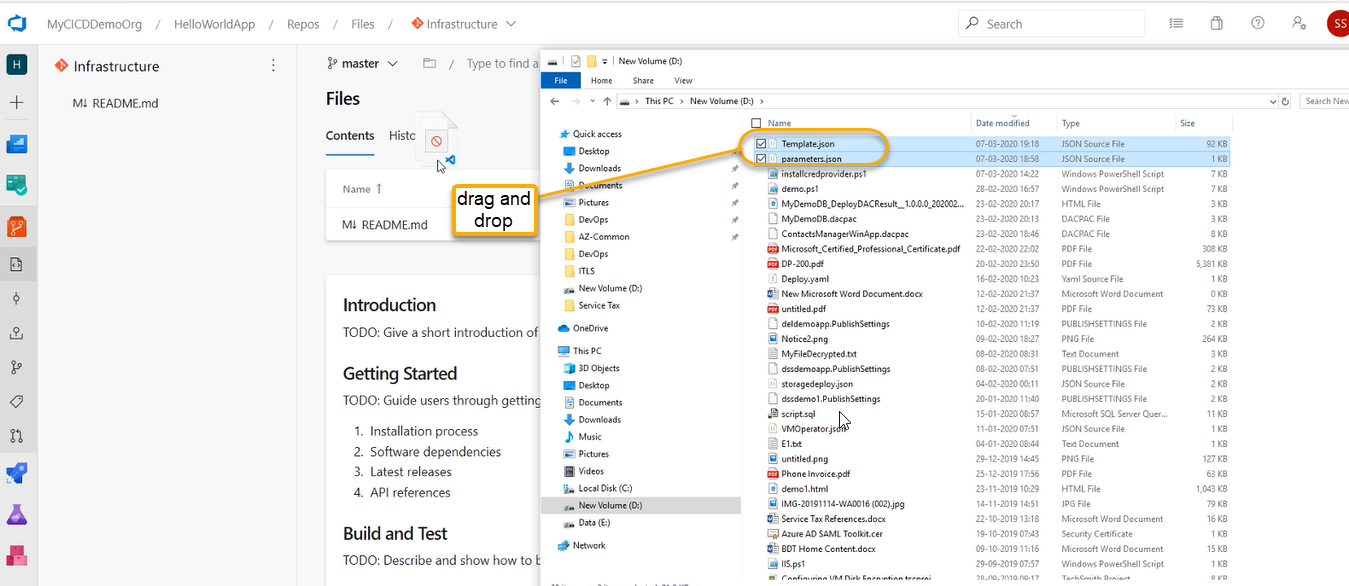 MyCICDemoOrg / HelloWorldApp / Repos / Files / Infrastructure
Search
SS
H
Infrastructure
M↓ README.md
master
/ Type to find a
Files
Contents
Histo
Name ↑
M↓ README.md
drag and
drop
Introduction
TODO: Give a short introduction of
Getting Started
TODO: Guide users through getting
1. Installation process
2. Software dependencies
3. Latest releases
4. API references
Build and Test
TODO: Describe and show how to b
New Volume (D:)
File Home Share View
This PC > New Volume (D:) >
Search New
Quick access
Desktop
Downloads
Documents
Pictures
DevOps
AZ-Common
DevOps
ITLS
New Volume (D:)
Service Tax
OneDrive
This PC
3D Objects
Desktop
Documents
Downloads
Music
Pictures
Videos
Local Disk (C:)
New Volume (D:)
Data (E:)
Network
Name Date modified Type Size
Template.json 07-03-2020 19:18 JSON Source File 92 KB
parameters.json 07-03-2020 18:58 JSON Source File 1 KB
installcredprovider.ps1 07-03-2020 14:22 Windows PowerShell Script 7 KB
demo.ps1 28-02-2020 16:57 Windows PowerShell Script 7 KB
MyDemoDB_DeployDACResult__1.0.0.0_202002... 23-02-2020 20:17 HTML File 3 KB
MyDemoDB.dacpac 23-02-2020 20:13 DACPAC File 3 KB
ContactsManagerWinApp.dacpac 23-02-2020 18:46 DACPAC File 8 KB
Microsoft_Certified_Professional_Certificate.pdf 22-02-2020 22:02 PDF File 308 KB
DP-200.pdf 20-02-2020 23:50 PDF File 5,381 KB
Deploy.yaml 16-02-2020 10:23 Yaml Source File 1 KB
New Microsoft Word Document.docx 12-02-2020 21:37 Microsoft Word Document 0 KB
untitled.pdf 12-02-2020 21:37 PDF File 73 KB
deldemoapp.PublishSettings 10-02-2020 11:19 PUBLISHSETTINGS File 2 KB
Notice2.png 09-02-2020 18:27 PNG File 264 KB
MyFileDecrypted.txt 08-02-2020 08:31 Text Document 3 KB
dssdemoapp.PublishSettings 08-02-2020 07:51 PUBLISHSETTINGS File 2 KB
storagedeploy.json 04-02-2020 00:11 JSON Source File 2 KB
dssdemo1.PublishSettings 20-01-2020 11:40 PUBLISHSETTINGS File 2 KB
script.sql 15-01-2020 08:57 Microsoft SQL Server Quer... 11 KB
VMOperator.json 11-01-2020 07:51 JSON Source File 1 KB
E1.txt 04-01-2020 08:44 Text Document 1 KB
untitled.png 29-12-2019 14:45 PNG File 127 KB
Phone Invoice.pdf 25-12-2019 17:56 PDF File 63 KB
demo1.html 23-11-2019 10:29 HTML File 1,043 KB
IMG-20191114-WA0016 (002).jpg 14-11-2019 14:51 JPG File 79 KB
Service Tax References.docx 22-10-2019 13:18 Microsoft Word Document 16 KB
Azure AD SAML Toolkit.cer 19-10-2019 07:43 Security Certificate 1 KB
BDT Home Content.docx 09-10-2019 11:16 Microsoft Word Document 15 KB
IIS.ps1 29-09-2019 07:57 Windows PowerShell Script 1 KB